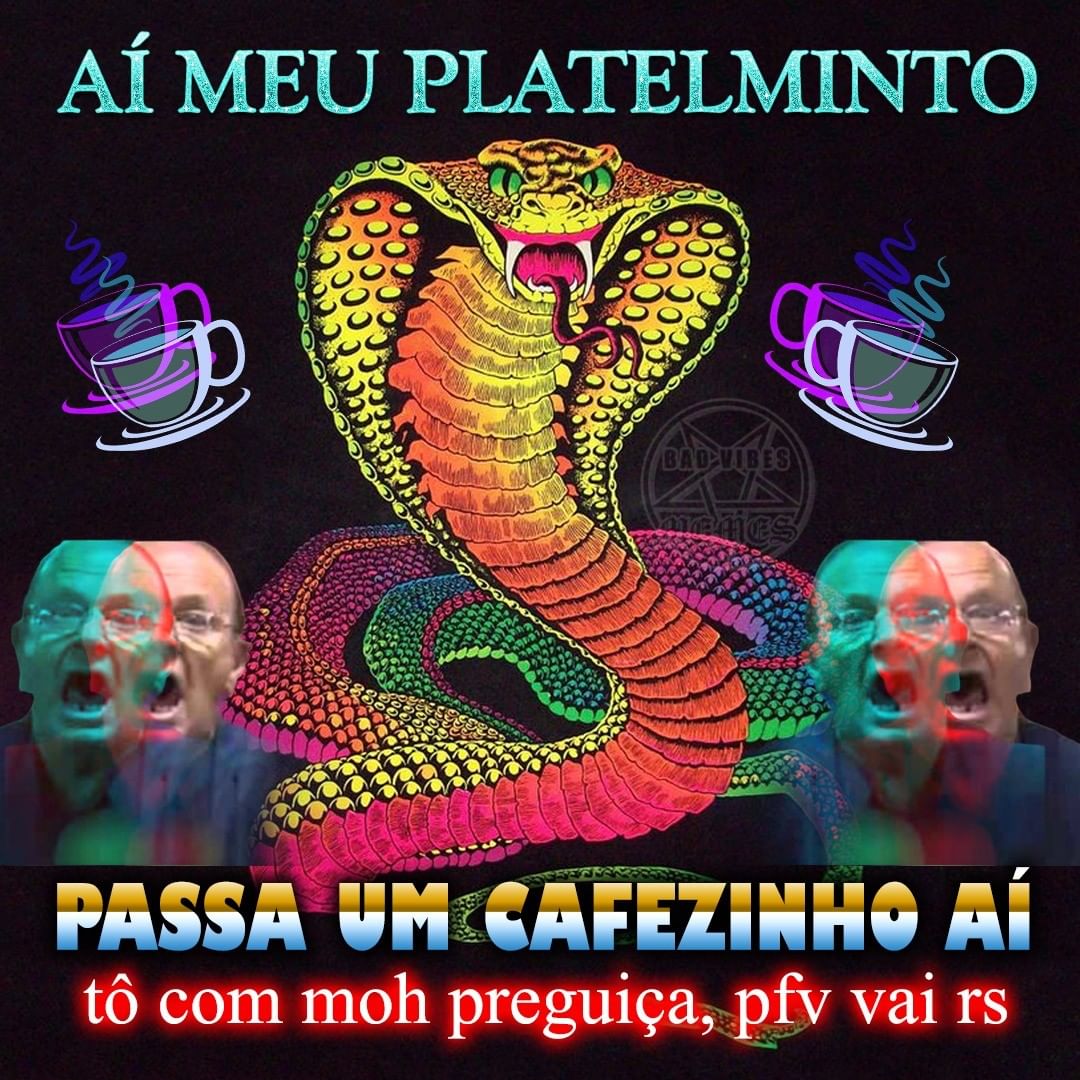 AÍ MEU PLATELMINTO
BAD VIBES
MEMES
PASSA UM CAFEZINHO AÍ
tô com moh preguiça, pfv vai rs